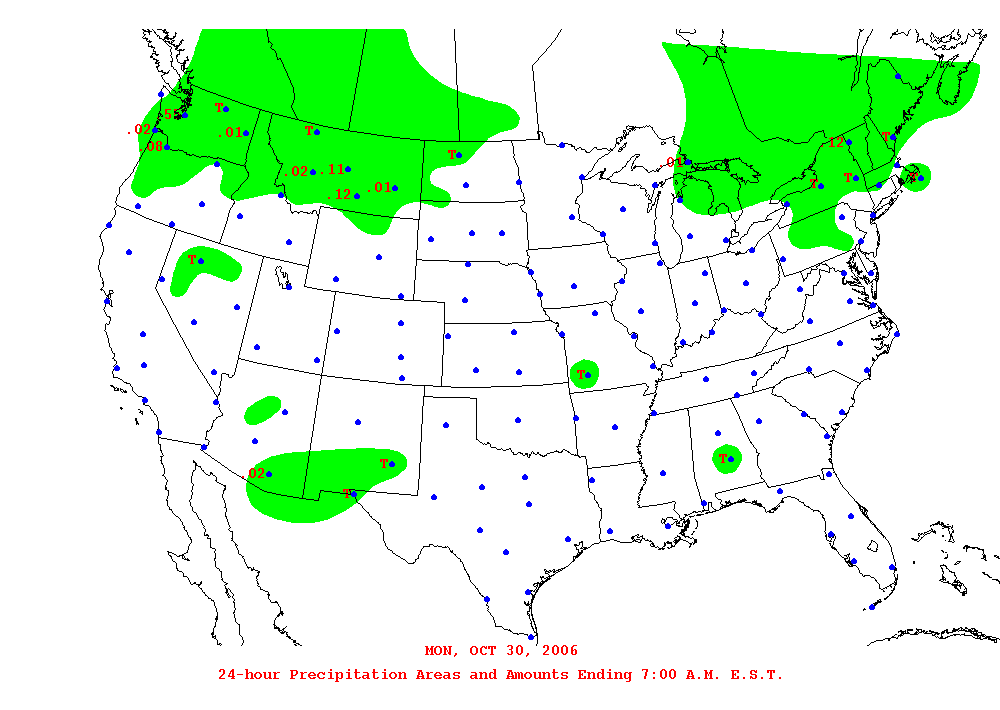 T
.55
.02
.01
T
.08
T
.12
T
.01
.02
.11
.01
.12
T
T
T
T
T
T
T
.02
T
T
MON, OCT 30, 2006
24-hour Precipitation Areas and Amounts Ending 7:00 A.M. E.S.T.